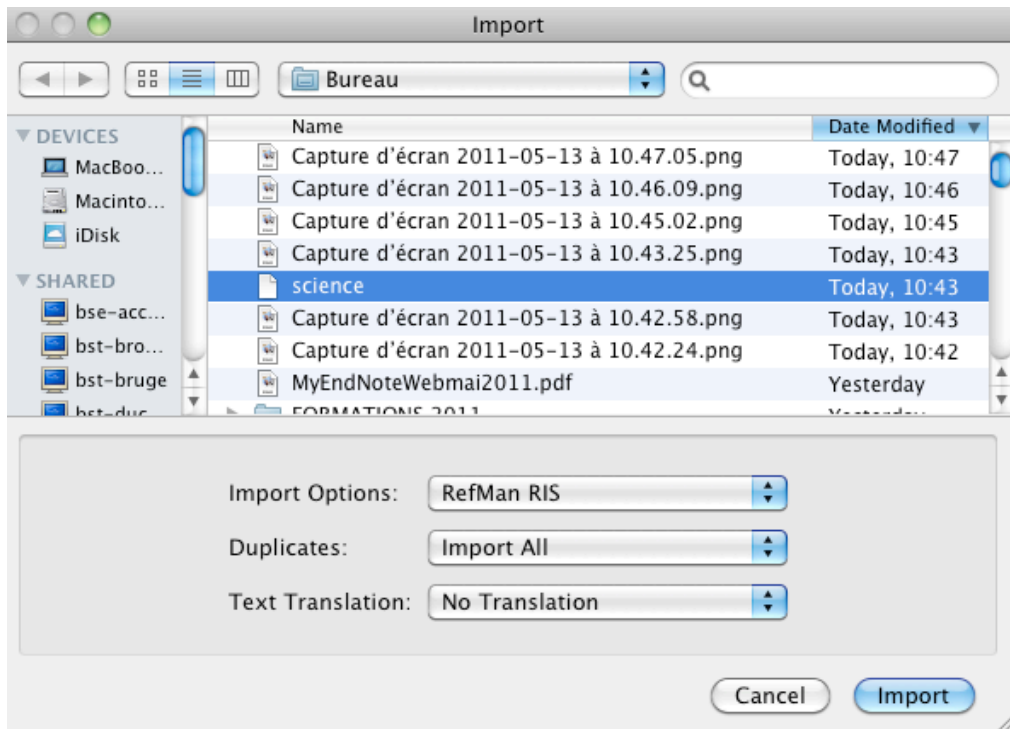 Import
Bureau
Name Date Modified
DEVICES
MacBoo...
Macinto...
iDisk
SHARED
bse-acc...
bst-bro...
bst-bruge
Capture d'écran 2011-05-13 à 10.47.05.png Today, 10:47
Capture d'écran 2011-05-13 à 10.46.09.png Today, 10:46
Capture d'écran 2011-05-13 à 10.45.02.png Today, 10:45
Capture d'écran 2011-05-13 à 10.43.25.png Today, 10:43
science Today, 10:43
Capture d'écran 2011-05-13 à 10.42.58.png Today, 10:43
Capture d'écran 2011-05-13 à 10.42.24.png Today, 10:42
MyEndNoteWebmai2011.pdf Yesterday
FORMATIONS 2011 Yesterday
Import Options: RefMan RIS
Duplicates: Import All
Text Translation: No Translation
Cancel Import